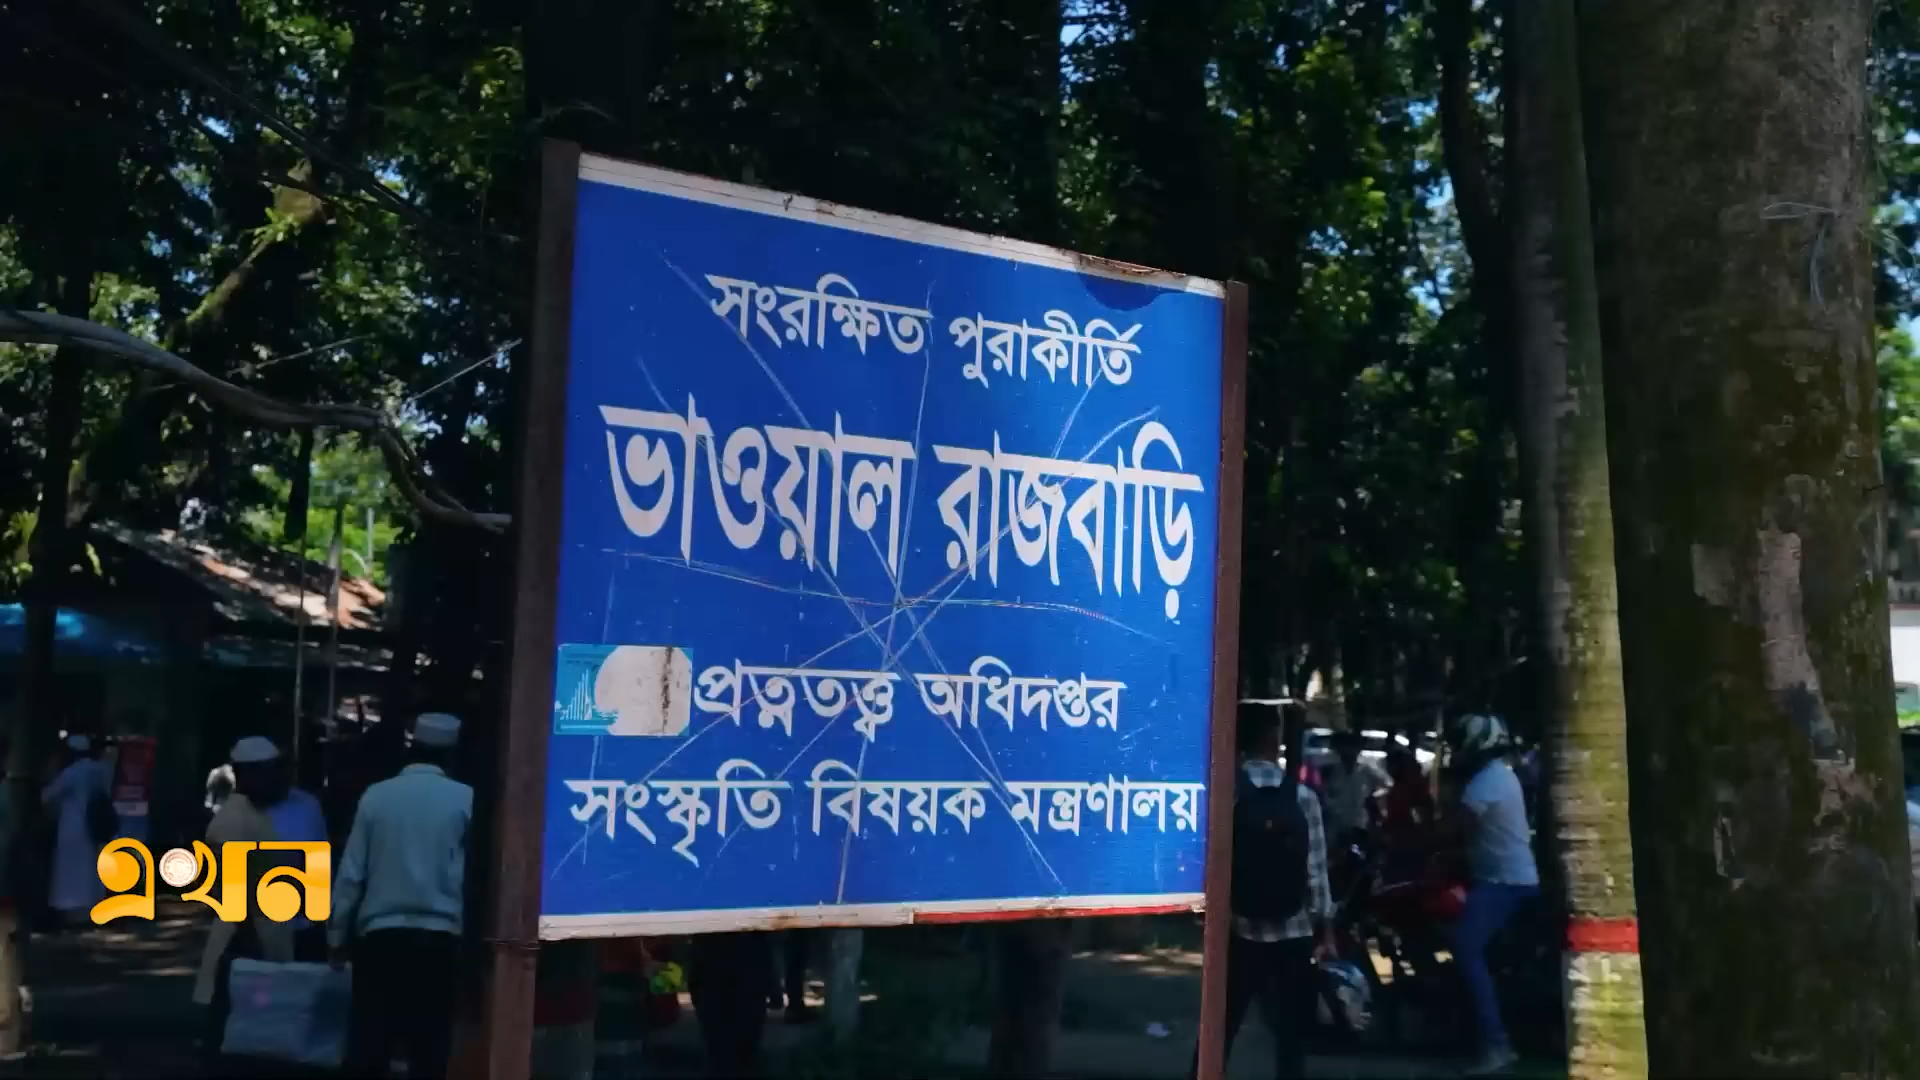 সংরক্ষিত পুরাকীর্তি
ভাওয়াল রাজবাড়ি
প্রত্নতত্ত্ব অধিদপ্তর
সংস্কৃতি বিষয়ক মন্ত্রণালয়
এখন